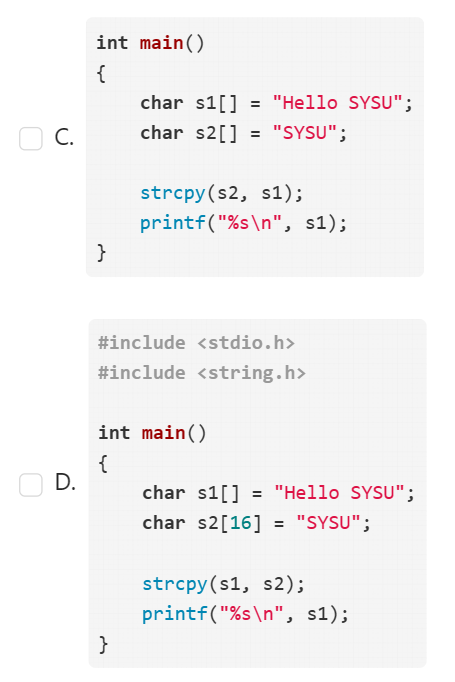 int main()
{
    char s1[] = "Hello SYSU";
    char s2[] = "SYSU";
    strcpy(s2, s1);
    printf("%s\n", s1);
}
C.
#include <stdio.h>
#include <string.h>
int main()
{
    char s1[] = "Hello SYSU";
    char s2[16] = "SYSU";
    strcpy(s1, s2);
    printf("%s\n", s1);
}
D.